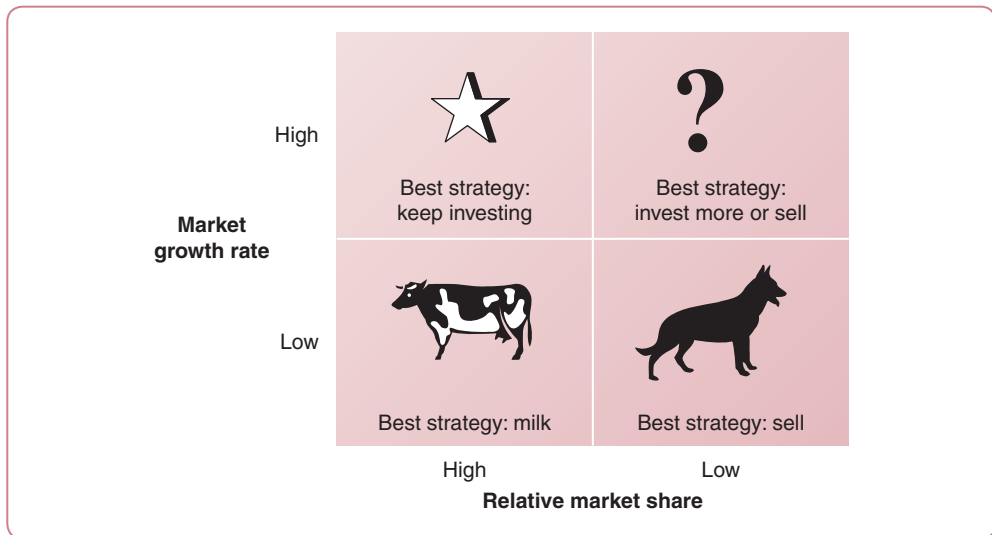 High
?
Best strategy:
keep investing
Best strategy:
invest more or sell
Market
growth rate
Low
Best strategy: milk
Best strategy: sell
High
Low
Relative market share